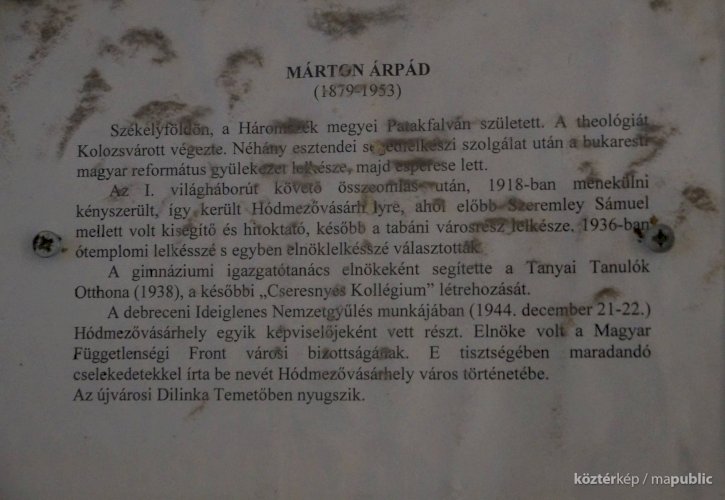 MÁRTON ÁRPÁD
(1879-1953)
Székelyföldön, a Háromszék megyei Patakfalván született. A theológiát
Kolozsvárott végezte. Néhány esztendei segédlelkészi szolgálat után a bukaresti
magyar református gyülekezet lelkésze, majd esperese lett.
Az I. világháborút követő összeomlás után, 1918-ban menekülni
kényszerült, így került Hódmezővásárhelyre, ahol előbb Szeremley Sámuel
mellett volt kisegítő és hitoktató, később a tabáni városrész lelkésze. 1936-ban
ótemplomi lelkésszé s egyben elnöklelkésszé választották.
A gimnáziumi igazgatótanács elnökeként segítette a Tanyai Tanulók
Otthona (1938), a későbbi „Cseresnyés Kollégium” létrehozását.
A debreceni Ideiglenes Nemzetgyűlés munkájában (1944. december 21-22.)
Hódmezővásárhely egyik képviselőjeként vett részt. Elnöke volt a Magyar
Függetlenségi Front városi bizottságának. E tisztségében maradandó
cselekedetekkel írta be nevét Hódmezővásárhely város történetébe.
Az újvárosi Dilinka Temetőben nyugszik.
köztérkép / mapublic